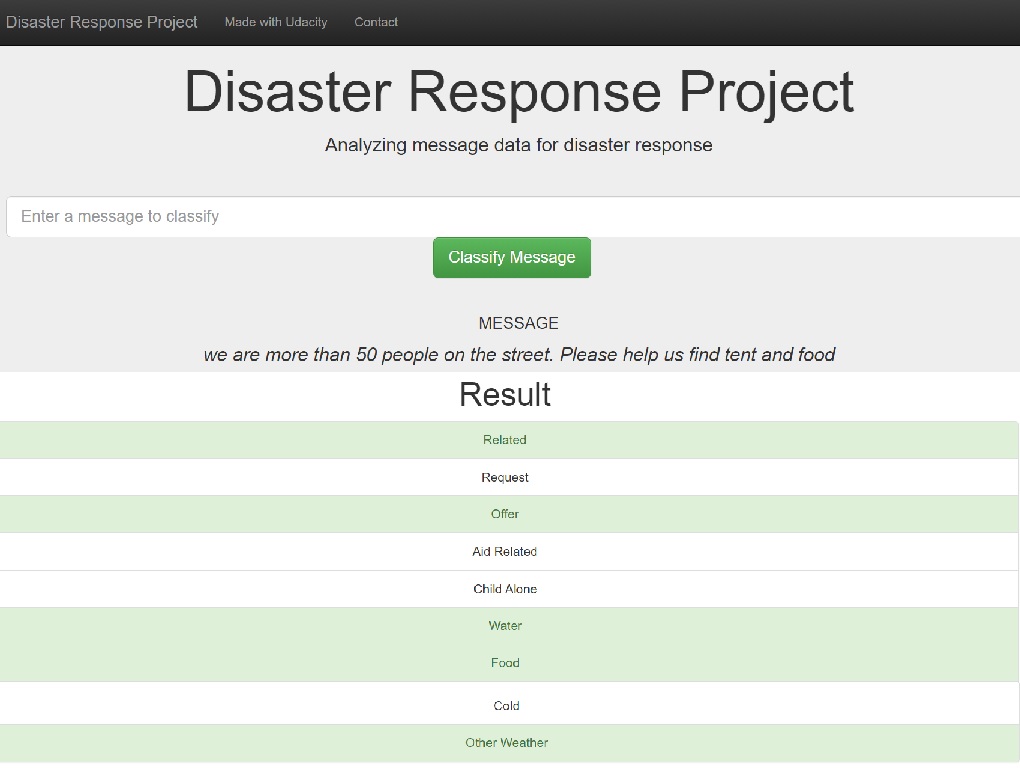 Disaster Response Project Made with Udacity Contact
Disaster Response Project
Analyzing message data for disaster response
Enter a message to classify
Classify Message
MESSAGE
we are more than 50 people on the street. Please help us find tent and food
Result
Related
Request
Offer
Aid Related
Child Alone
Water
Food
Cold
Other Weather